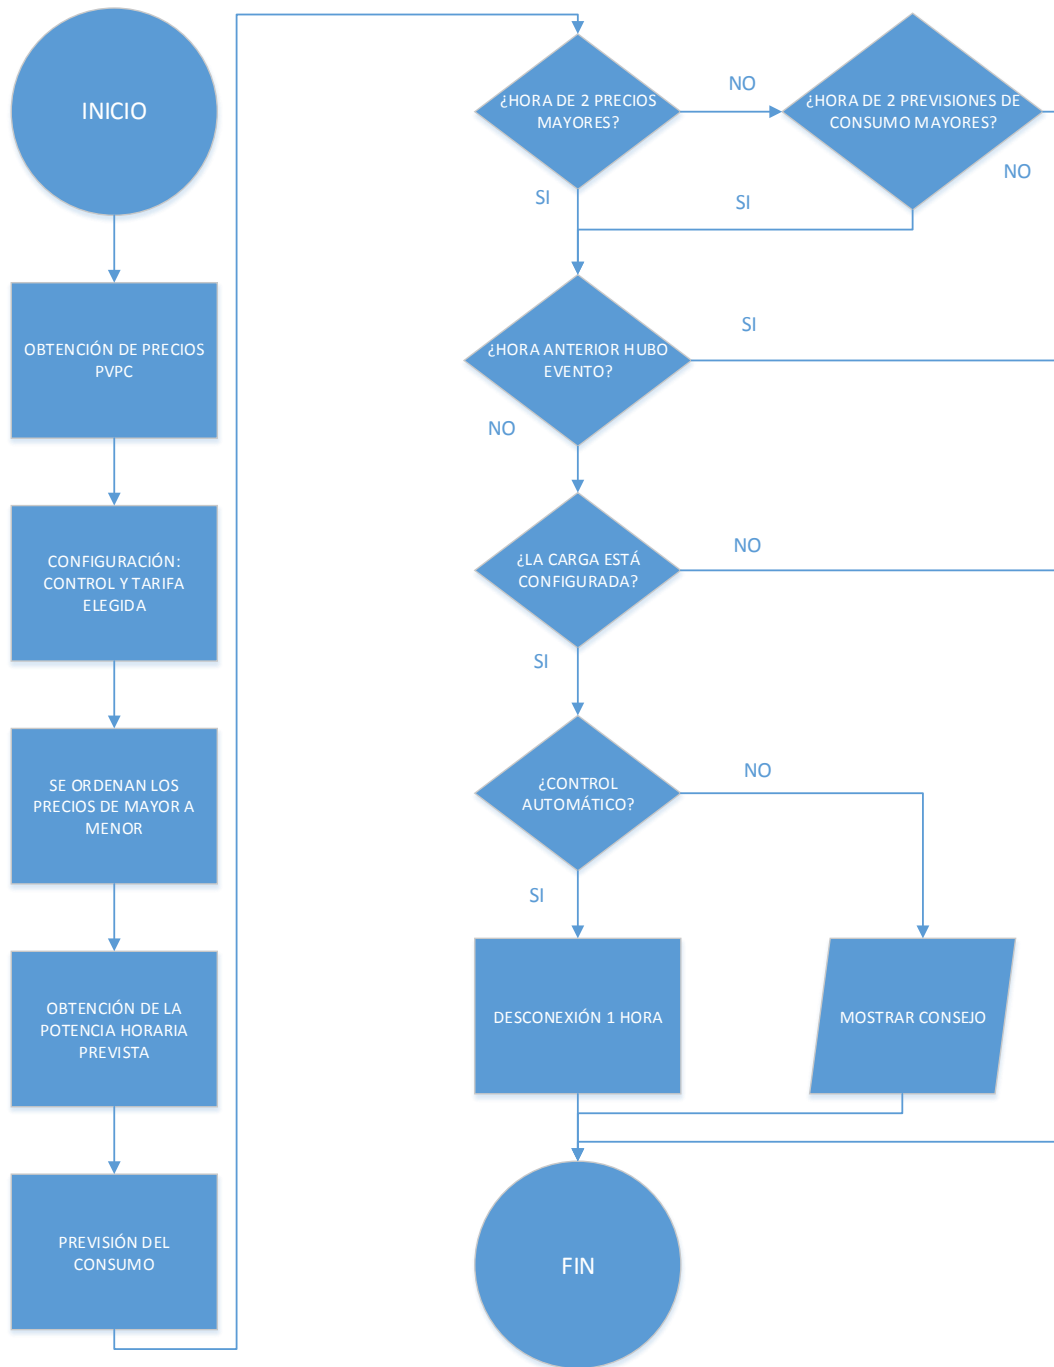 INICIO
OBTENCIÓN DE PRECIOS
PVPC
CONFIGURACIÓN:
CONTROL Y TARIFA
ELEGIDA
SE ORDENAN LOS
PRECIOS DE MAYOR A
MENOR
OBTENCIÓN DE LA
POTENCIA HORARIA
PREVISTA
PREVISIÓN DEL
CONSUMO
¿HORA DE 2 PRECIOS
MAYORES?
NO
SI
¿HORA DE 2 PREVISIONES DE
CONSUMO MAYORES?
NO
SI
¿HORA ANTERIOR HUBO
EVENTO?
SI
NO
¿LA CARGA ESTÁ
CONFIGURADA?
NO
SI
¿CONTROL
AUTOMÁTICO?
NO
SI
DESCONEXIÓN 1 HORA
MOSTRAR CONSEJO
FIN